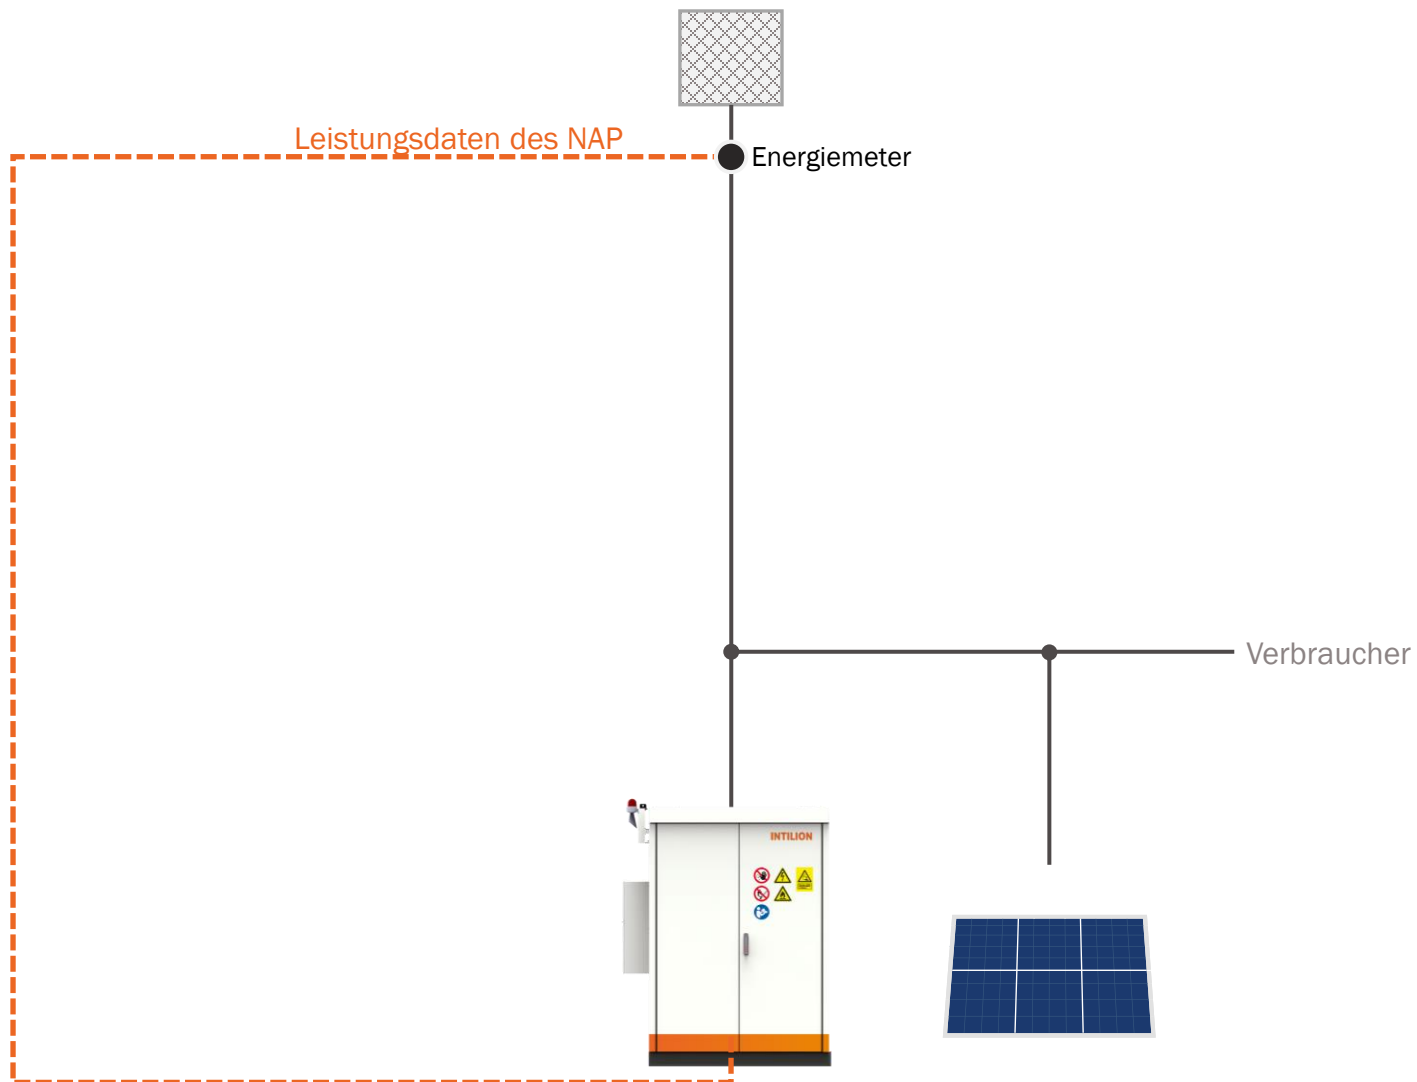 Leistungsdaten des NAP
Energiemeter
Verbraucher
INTILION